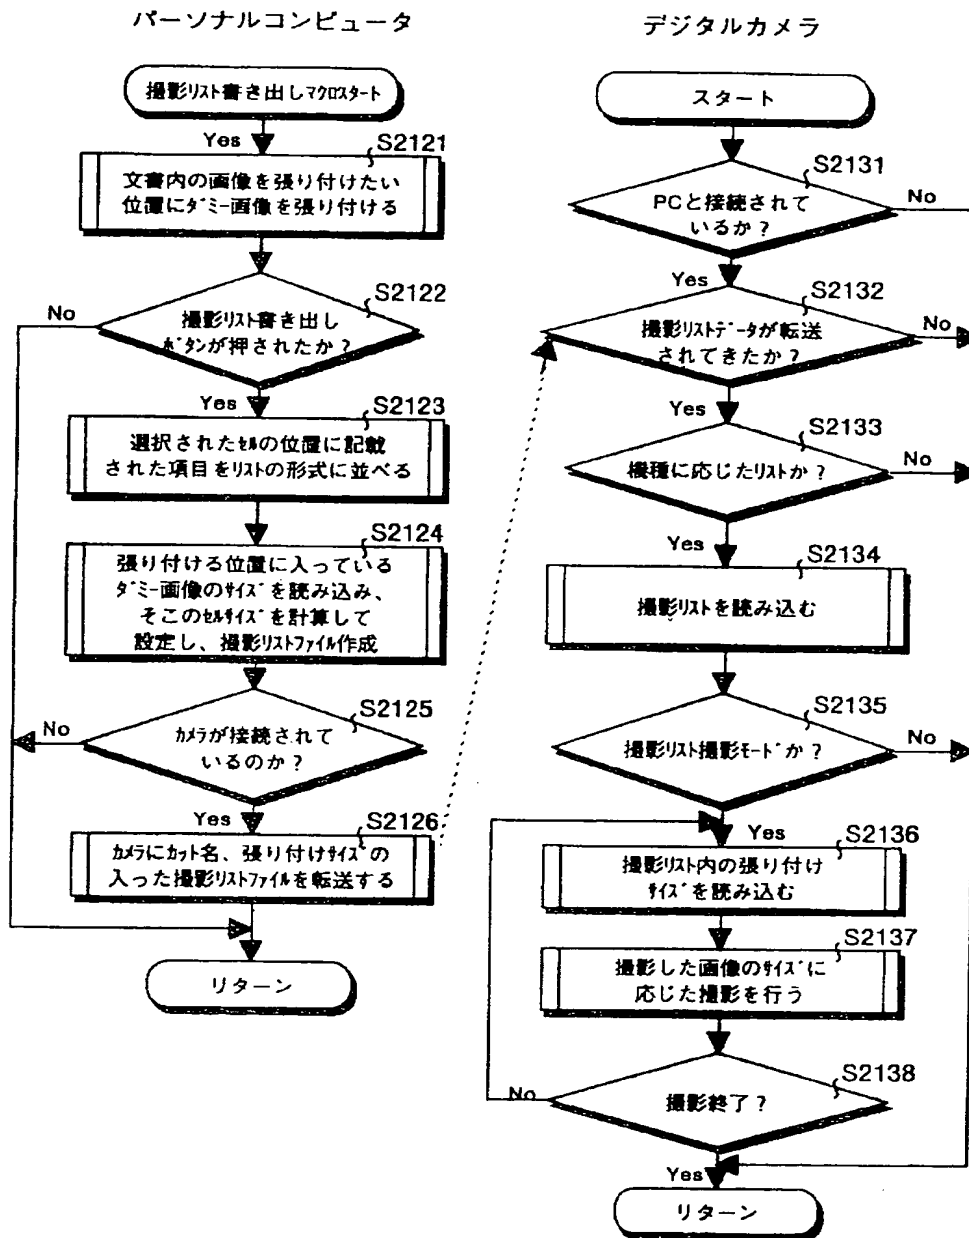 パーソナルコンピュータ
撮影リスト書き出しマクロスタート
Yes
S2121
文書内の画像を張り付けたい
位置にダミー画像を張り付ける
S2122
No
撮影リスト書き出し
ボタンが押されたか?
Yes
S2123
選択されたセルの位置に記載
された項目をリストの形式に並べる
S2124
張り付ける位置に入っている
ダミー画像のサイズを読み込み、
そこのセルサイズを計算して
設定し、撮影リストファイル作成
S2125
No
カメラが接続されて
いるのか?
Yes
S2126
カメラにカット名、張り付けサイズの
入った撮影リストファイルを転送する
リターン
デジタルカメラ
スタート
S2131
PCと接続されて
いるか?
No
Yes
S2132
撮影リストデータが転送
されてきたか?
No
Yes
S2133
機種に応じたリストか?
No
Yes
S2134
撮影リストを読み込む
S2135
撮影リスト撮影モードか?
No
Yes
S2136
撮影リスト内の張り付け
サイズを読み込む
S2137
撮影した画像のサイズに
応じた撮影を行う
S2138
No
撮影終了?
Yes
リターン